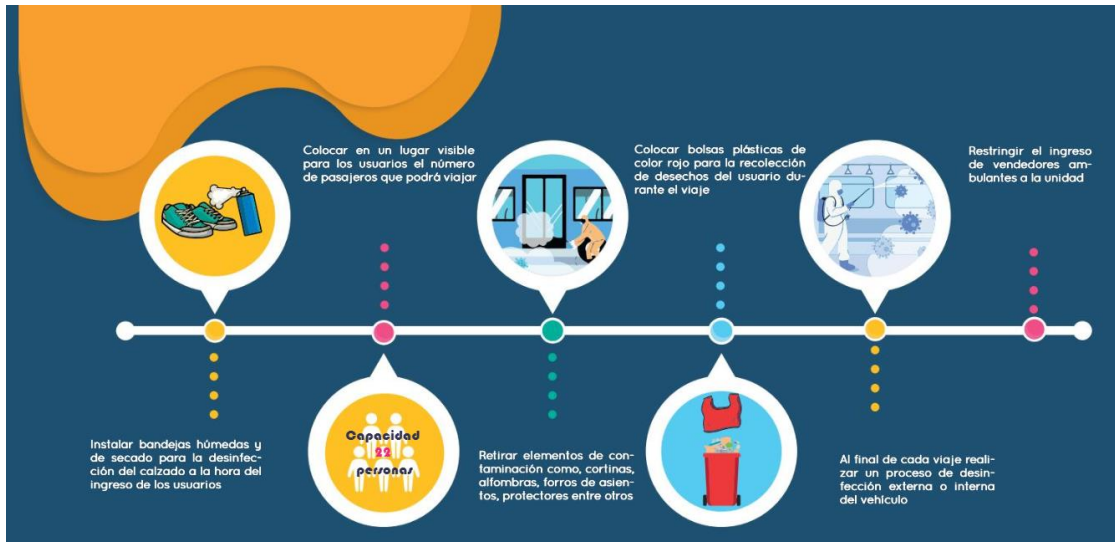 Instalar bandejas húmedas y
de secado para la desinfec-
ción del calzado a la hora del
ingreso de los usuarios
Colocar en un lugar visible
para los usuarios el número
de pasajeros que podrá viajar
Capacidad
22
personas
Retirar elementos de con-
taminación como, cortinas,
alfombras, forros de asien-
tos, protectores entre otros
Colocar bolsas plásticas de
color rojo para la recolección
de desechos del usuario du-
rante el viaje
Al final de cada viaje reali-
zar un proceso de desin-
fección externa o interna
del vehículo
Restringir el ingreso
de vendedores am-
bulantes a la unidad